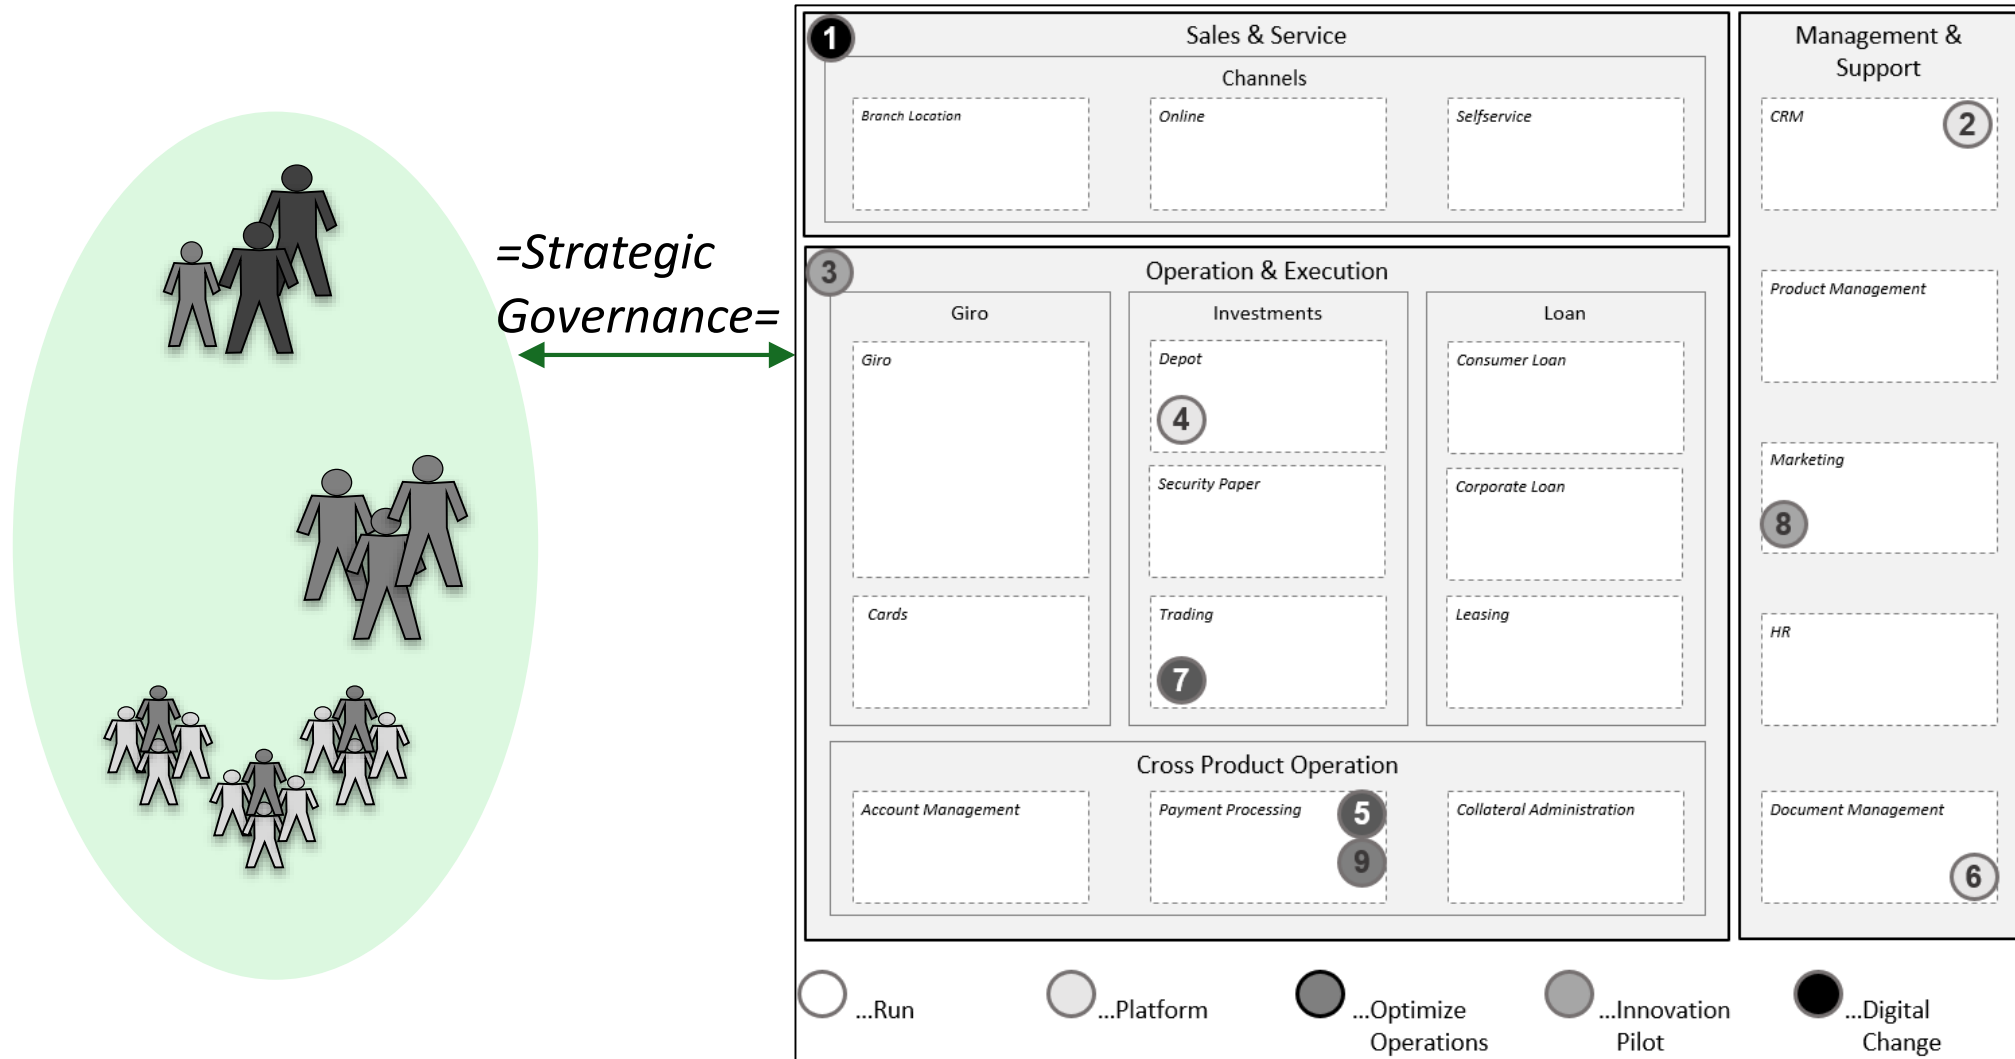 =Strategic
Governance=
1
Sales & Service
Channels
Branch Location
Online
Selfservice
Management &
Support
CRM
2
Product Management
Marketing
8
HR
Document Management
6
3
Operation & Execution
Giro
Giro
Cards
Investments
Depot
4
Security Paper
Trading
7
Loan
Consumer Loan
Corporate Loan
Leasing
Cross Product Operation
Account Management
Payment Processing
5
9
Collateral Administration
...Run
...Platform
...Optimize
Operations
...Innovation
Pilot
...Digital
Change